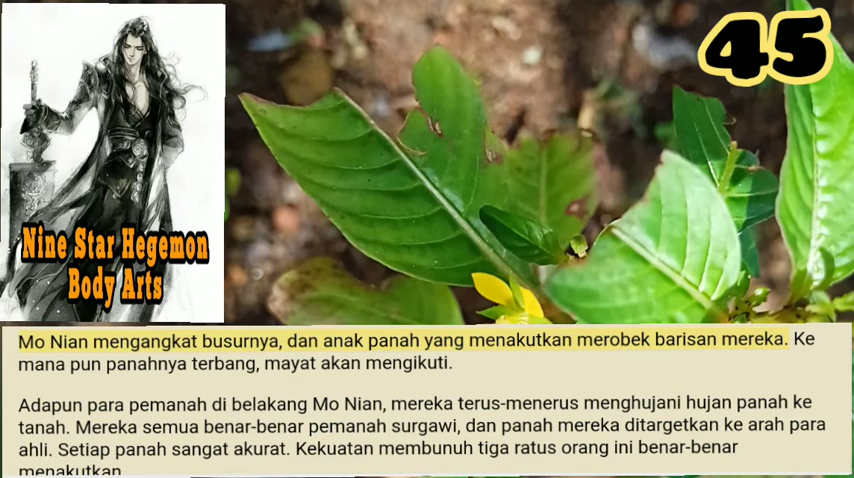 45
Nine Star Hegemon
Body Arts
Mo Nian mengangkat busurnya, dan anak panah yang menakutkan merobek barisan mereka. Ke
mana pun panahnya terbang, mayat akan mengikuti.
Adapun para pemanah di belakang Mo Nian, mereka terus-menerus menghujani hujan panah ke
tanah. Mereka semua benar-benar pemanah surgawi, dan panah mereka ditargetkan ke arah para
ahli. Setiap panah sangat akurat. Kekuatan membunuh tiga ratus orang ini benar-benar
menakutkan